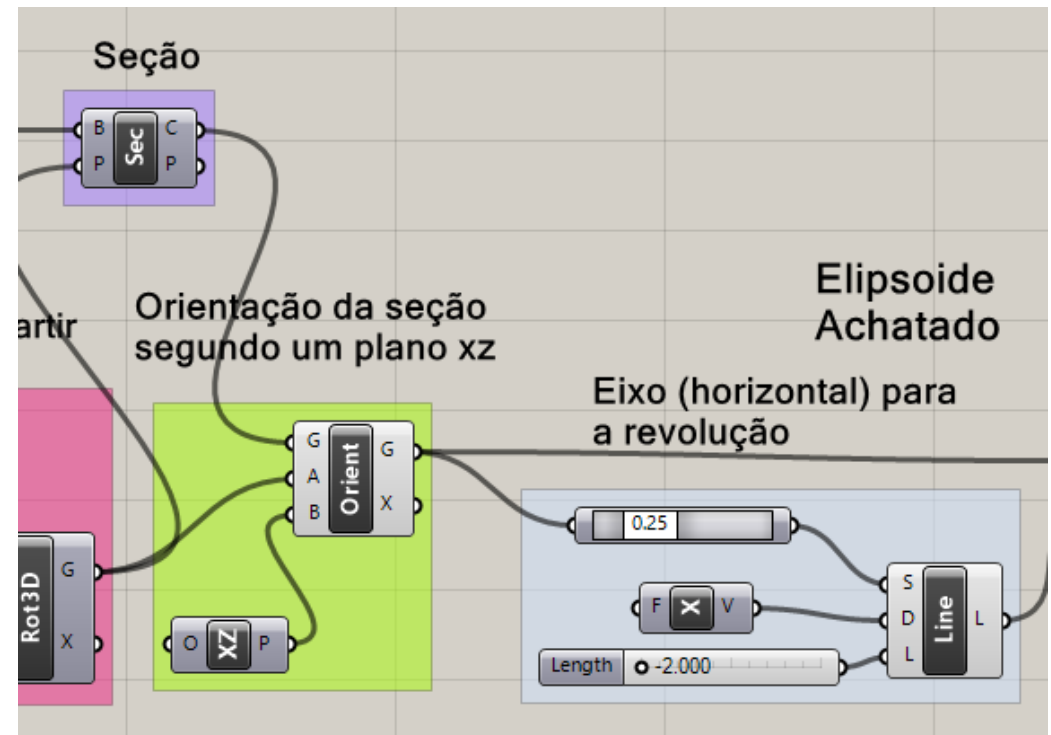 Seção
B
C
Sec
P
P
Orientação da seção
segundo um plano xz
artir
Elipsoide
Achatado
Eixo (horizontal) para
a revolução
G
G
A
Orient
B
X
0.25
G
Rot3D
X
O
XZ
P
F
X
V
S
D
Line
L
L
Length
-2.000